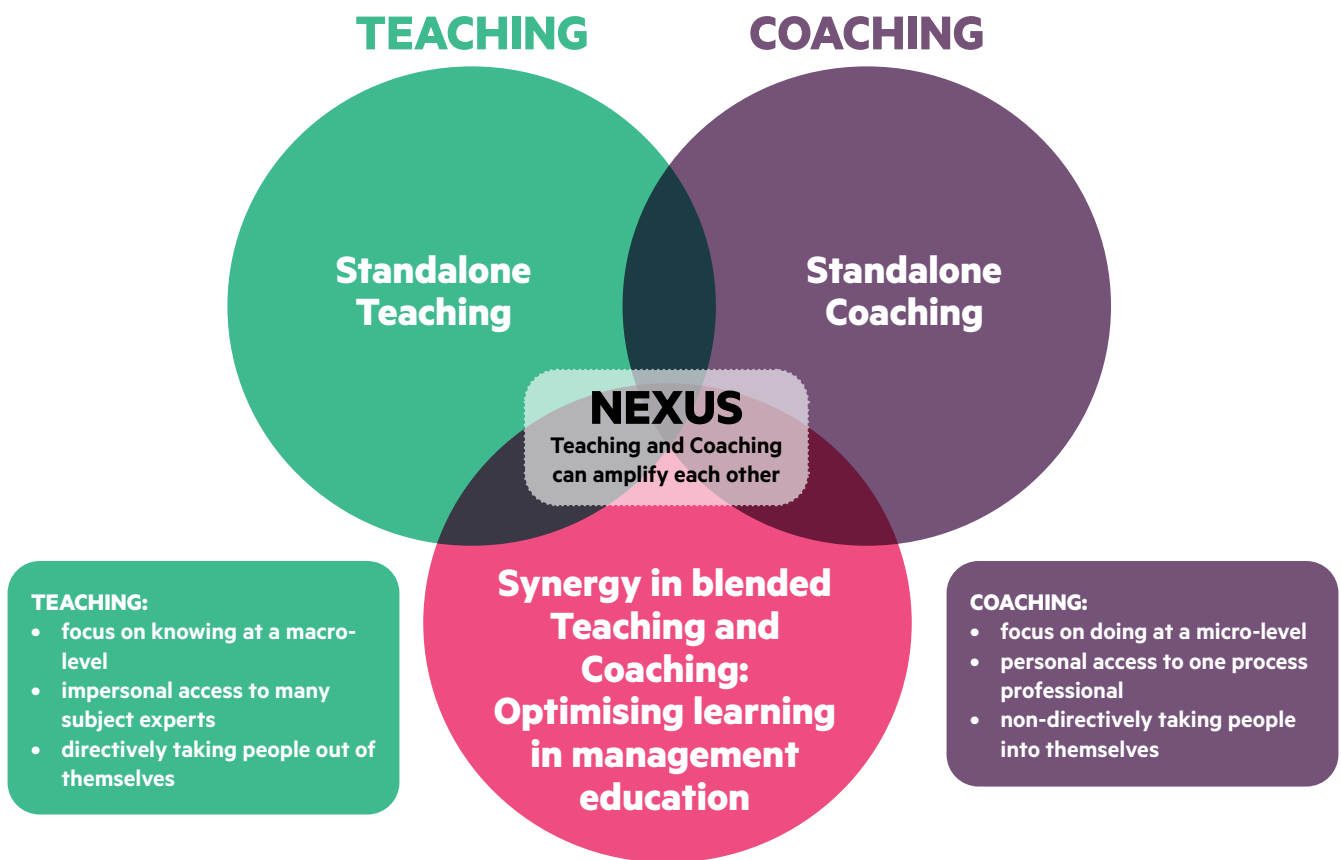 TEACHING
COACHING
Standalone
Teaching
Standalone
Coaching
NEXUS
Teaching and Coaching
can amplify each other
Synergy in blended
Teaching and
Coaching:
Optimising learning
in management
education
TEACHING:
• focus on knowing at a macro-
level
• impersonal access to many
subject experts
• directively taking people out of
themselves
COACHING:
• focus on doing at a micro-level
• personal access to one process
professional
• non-directively taking people
into themselves